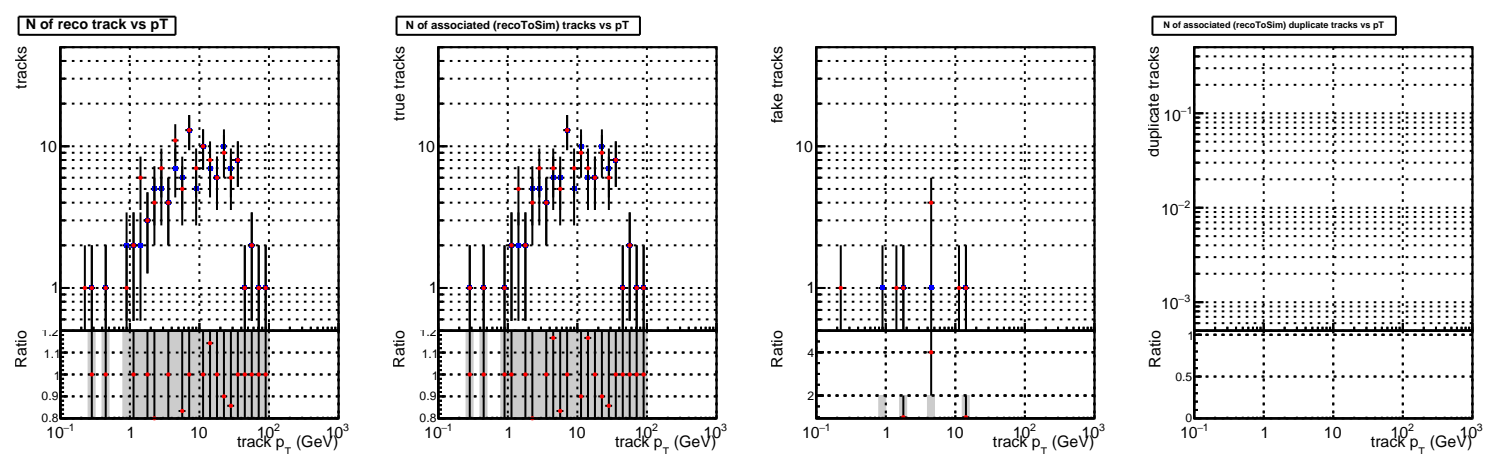 N of reco track vs pT
tracks
10
1
Ratio
1.2
1.1
1
0.9
0.8
10⁻¹ 1 10 10² 10³
track p_T (GeV)
N of associated (recoToSim) tracks vs pT
true tracks
10
1
Ratio
1.2
1.1
1
0.9
0.8
10⁻¹ 1 10 10² 10³
track p_T (GeV)
fake tracks
10
1
Ratio
4
2
10⁻¹ 1 10 10² 10³
track p_T (GeV)
N of associated (recoToSim) duplicate tracks vs pT
duplicate tracks
10⁻¹
10⁻²
10⁻³
Ratio
1
0.5
0
10⁻¹ 1 10 10² 10³
track p_T (GeV)